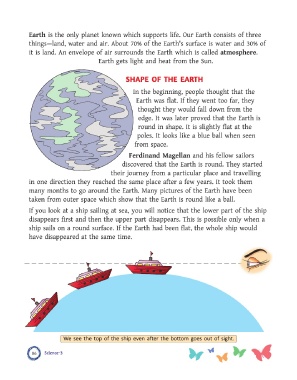 Earth is the only planet known which supports life. Our Earth consists of three
things—land, water and air. About 70% of the Earth's surface is water and 30% of
it is land. An envelope of air surrounds the Earth which is called atmosphere.
Earth gets light and heat from the Sun.
SHAPE OF THE EARTH
In the beginning, people thought that the
Earth was flat. If they went too far, they
thought they would fall down from the
edge. It was later proved that the Earth is
round in shape. It is slightly flat at the
poles. It looks like a blue ball when seen
from space.
Ferdinand Magellan and his fellow sailors
discovered that the Earth is round. They started
their journey from a particular place and travelling
in one direction they reached the same place after a few years. It took them
many months to go around the Earth. Many pictures of the Earth have been
taken from outer space which show that the Earth is round like a ball.
If you look at a ship sailing at sea, you will notice that the lower part of the ship
disappears first and then the upper part disappears. This is possible only when a
ship sails on a round surface. If the Earth had been flat, the whole ship would
have disappeared at the same time.
We see the top of the ship even after the bottom goes out of sight.
Science-3